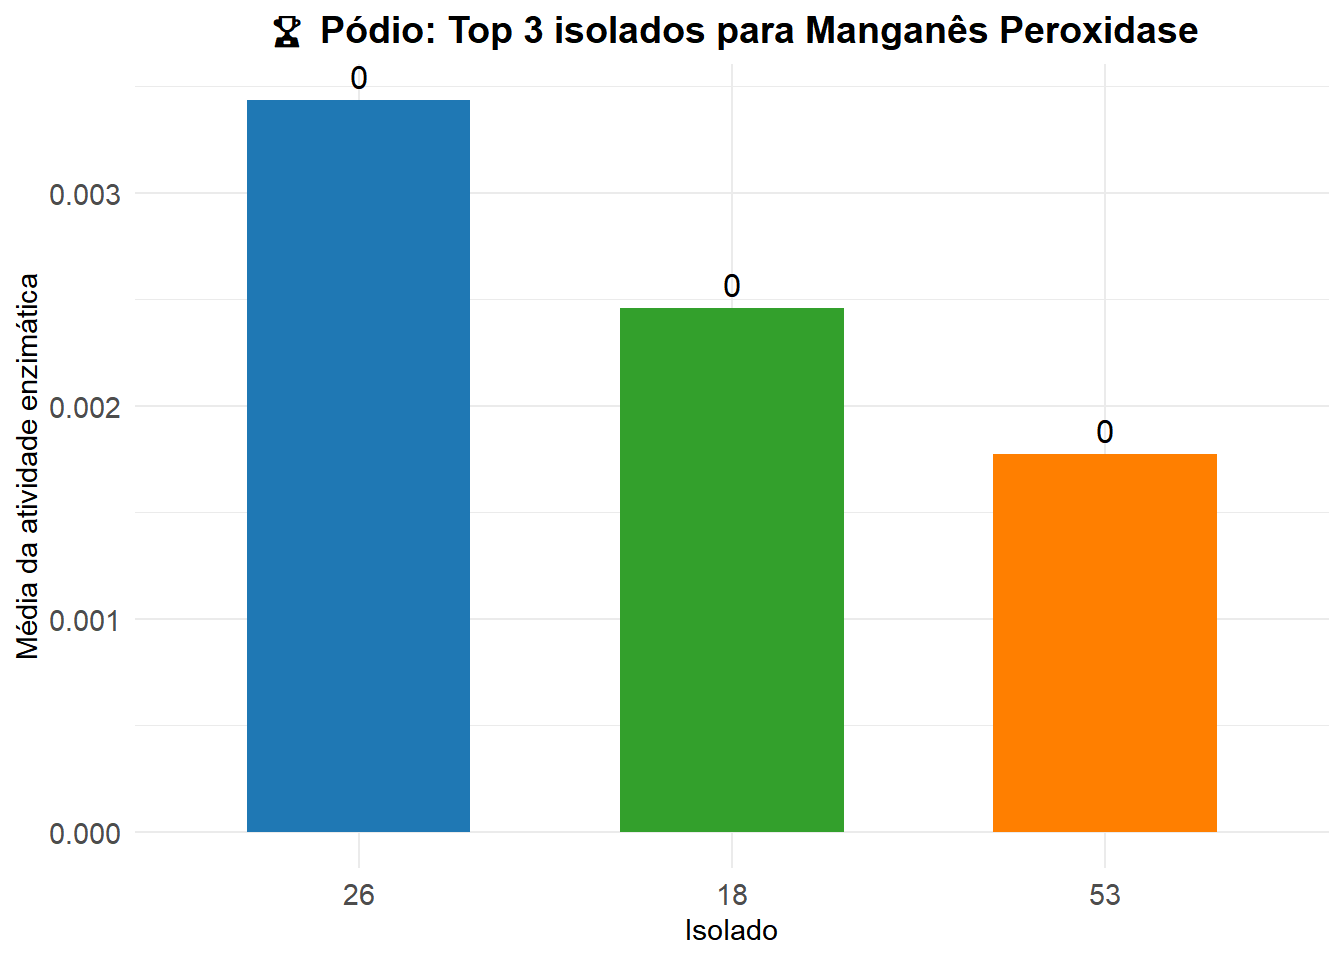 🏆 Pódio: Top 3 isolados para Manganês Peroxidase
0
0
0
0.003
0.002
0.001
0.000
Média da atividade enzimática
26 18 53
Isolado